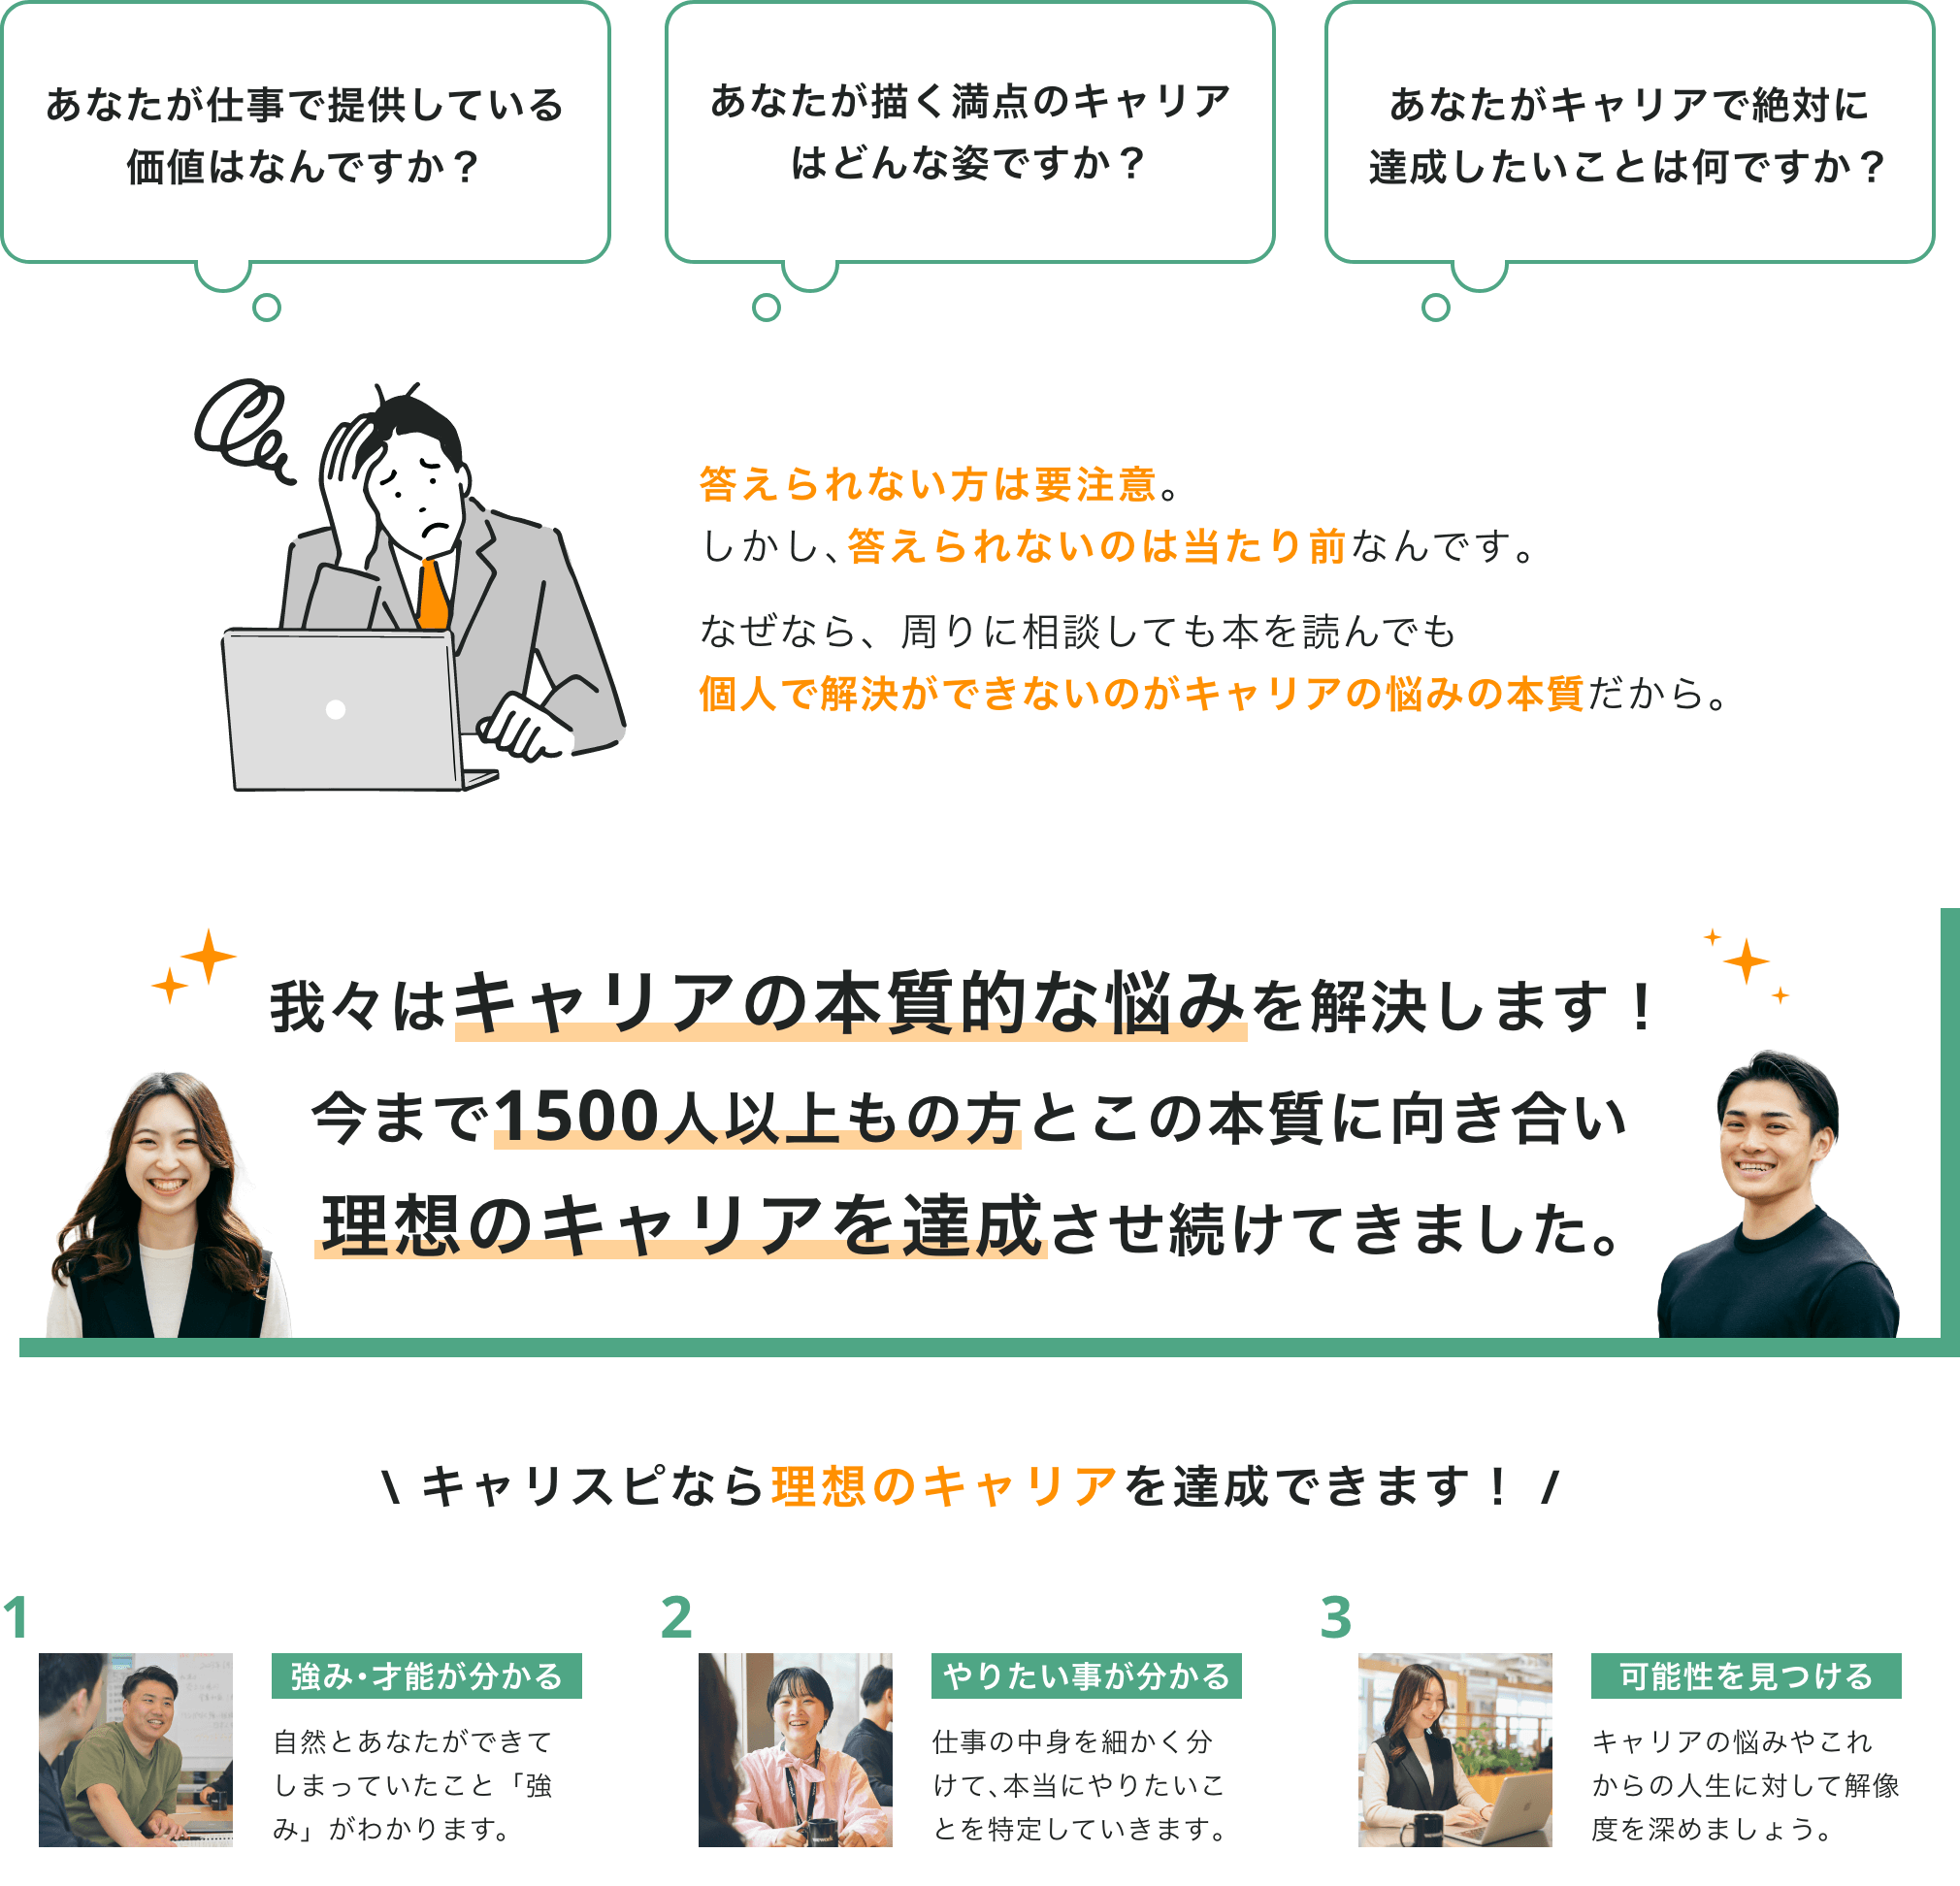 あなたが仕事で提供している
価値はなんですか？
あなたが描く満点のキャリア
はどんな姿ですか？
あなたがキャリアで絶対に
達成したいことは何ですか？
答えられない方は要注意。
しかし、答えられないのは当たり前なんです。
なぜなら、周りに相談しても本を読んでも
個人で解決ができないのがキャリアの悩みの本質だから。
我々はキャリアの本質的な悩みを解決します！
今まで1500人以上もの方とこの本質に向き合い
理想のキャリアを達成させ続けてきました。
\ キャリスピなら理想のキャリアを達成できます！ /
1
強み･才能が分かる
自然とあなたができて
しまっていたこと「強
み」がわかります。
2
やりたい事が分かる
仕事の中身を細かく分
けて､本当にやりたいこ
とを特定していきます。
3
可能性を見つける
キャリアの悩みやこれ
からの人生に対して解像
度を深めましょう。